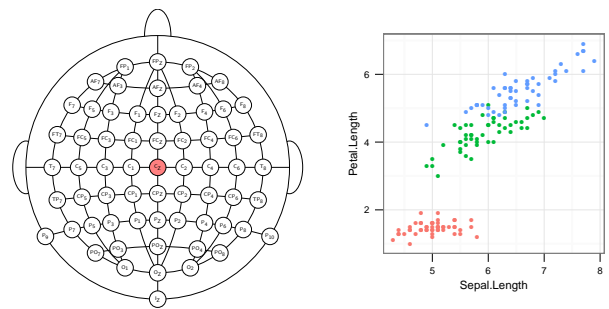 FP1 FPZ FP2
AF7 AF3 AFZ AF4 AF8
F7 F5 F3 F1 FZ F2 F4 F6 F8
FT7 FC5 FC3 FC1 FCZ FC2 FC4 FC6 FT8
T7 C5 C3 C1 CZ C2 C4 C6 T8
TP7 CP5 CP3 CP1 CPZ CP2 CP4 CP6 TP8
P9 P7 P5 P3 P1 PZ P2 P4 P6 P8 P10
PO7 PO3 POZ PO4 PO8
O1 OZ O2
IZ
Petal.Length
6
4
2
5 6 7 8
Sepal.Length